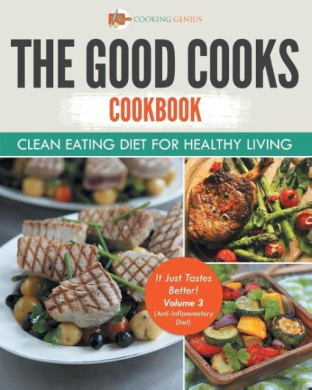 COOKING GENIUS
THE GOOD COOKS
COOKBOOK
CLEAN EATING DIET FOR HEALTHY LIVING
It Just Tastes
Better!
Volume 3
(Anti-Inflammatory
Diet)